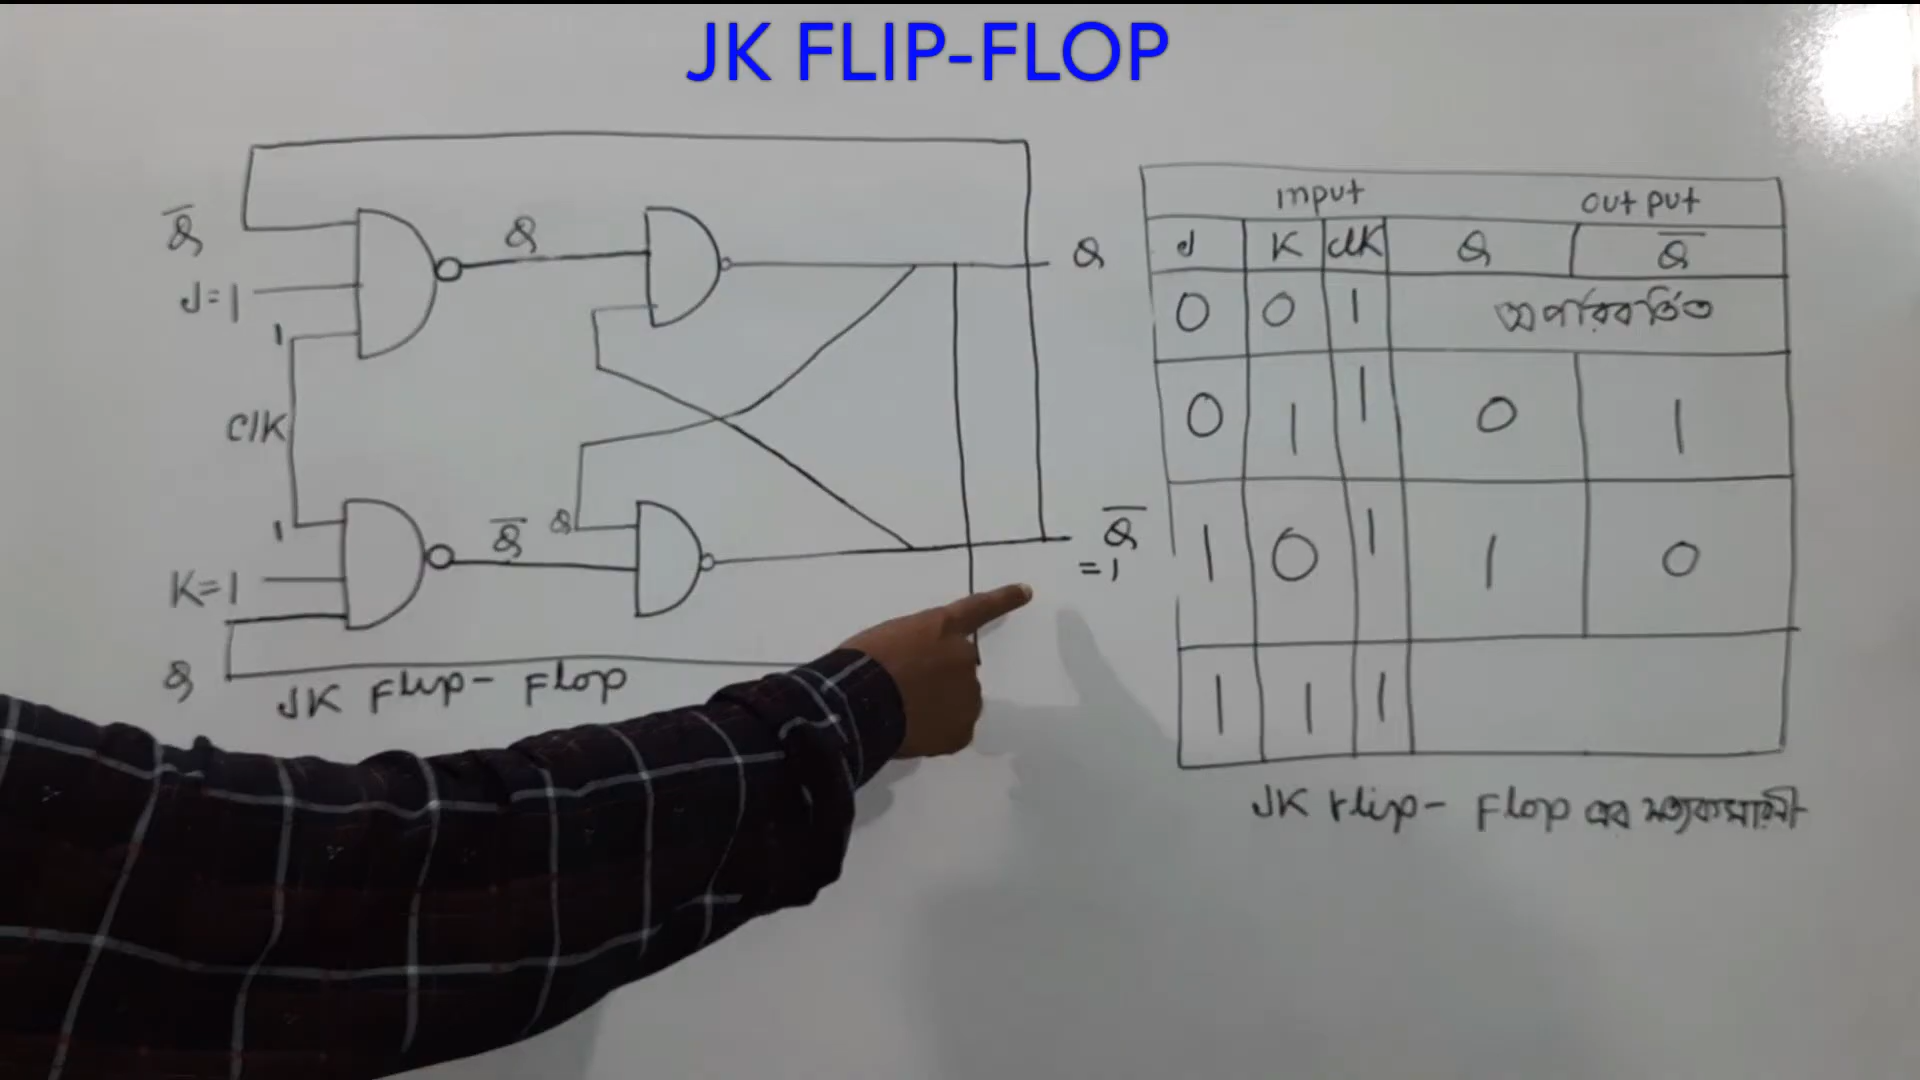 JK FLIP-FLOP
Q̅
J=1
1
Q
Q
CLK
1
Q̅
Q
Q̅
=1
K=1
Q
JK Flip- Flop
input output
J K CLK Q Q̅
0 0 1 অপরিবর্তিত
0 1 1 0 1
1 0 1 1 0
1 1 1
JK Flip- Flop এর সত্যকসারণী